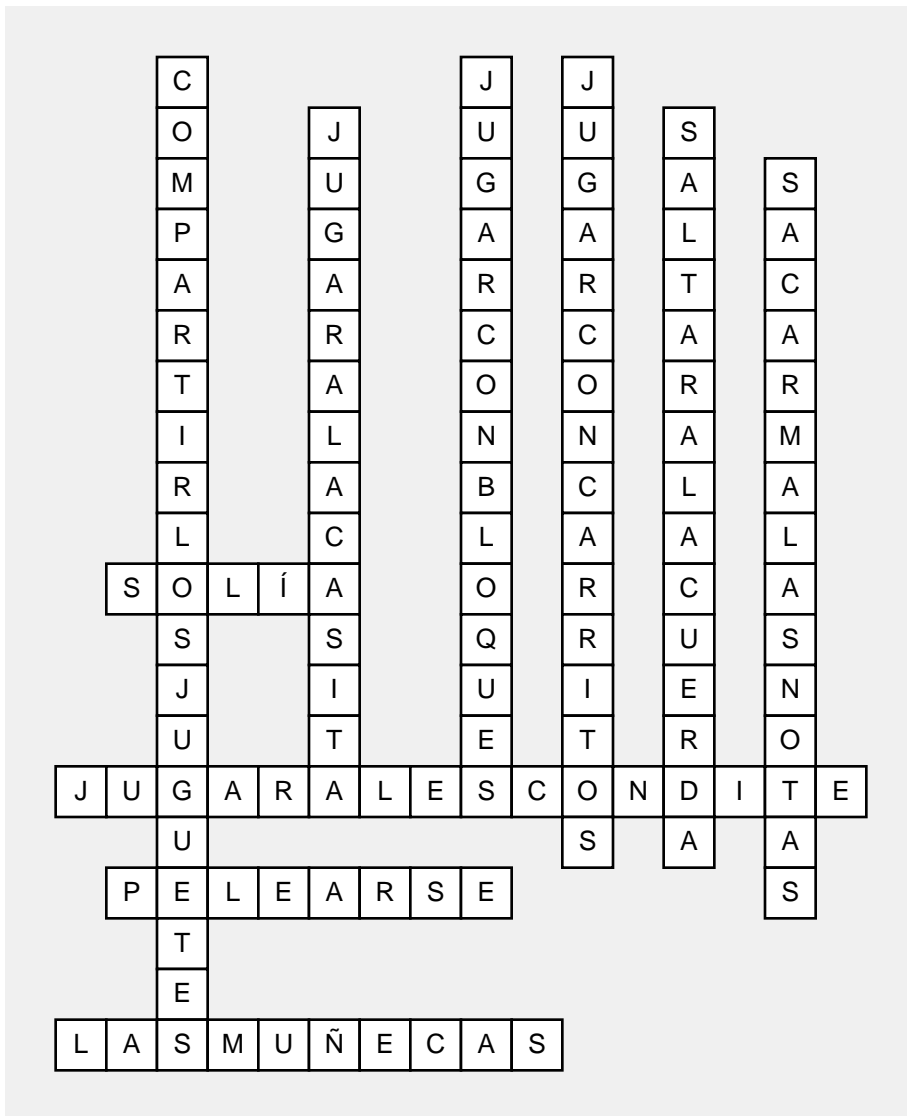 COMPARTIRLOSJUGUETES
JUGARALACASITA
JUGARCONBLOQUES
JUGARCONCARRITOS
SALTARALACUERDA
SACARMALASNOTAS
SOLÍA
JUGARALESCONDITE
PELEARSE
LASMUÑECAS